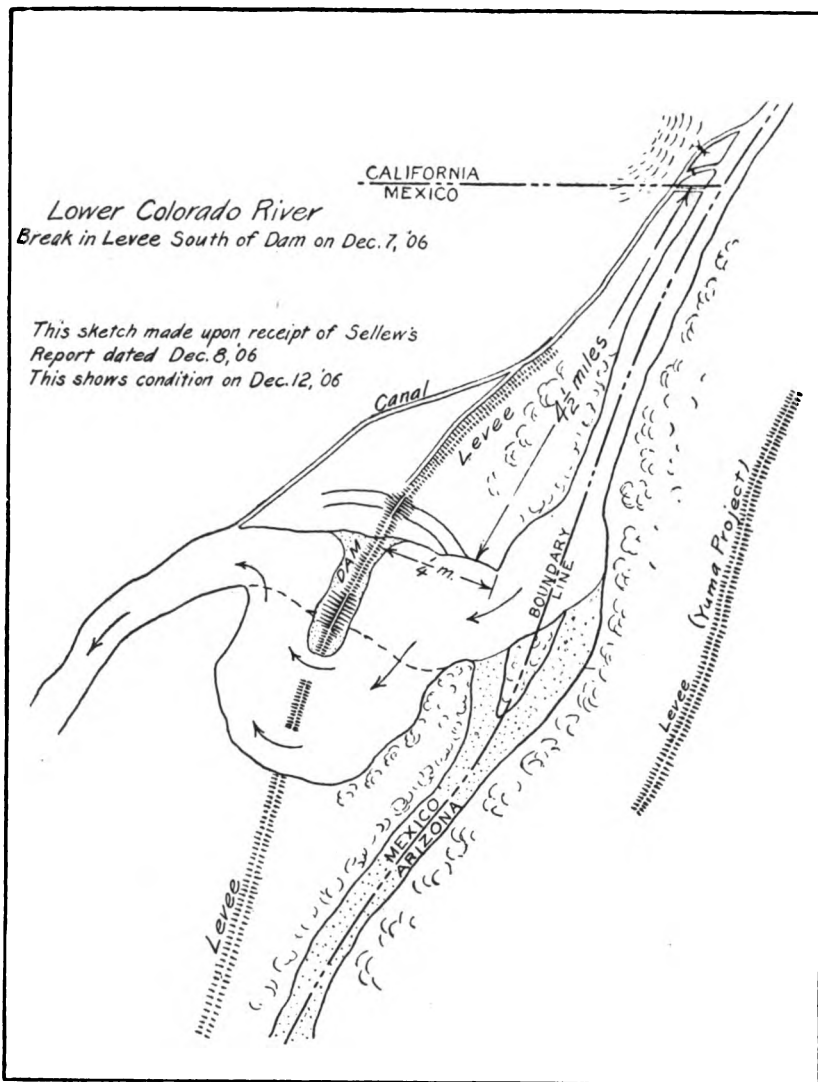 CALIFORNIA
MEXICO
Lower Colorado River
Break in Levee South of Dam on Dec. 7, '06
This sketch made upon receipt of Sellew's
Report dated Dec. 8, '06
This shows condition on Dec. 12, '06
Canal
Levee
4½ miles
DAM
¼ m.
BOUNDARY
LINE
Levee (Yuma Project)
MEXICO
ARIZONA
Levee